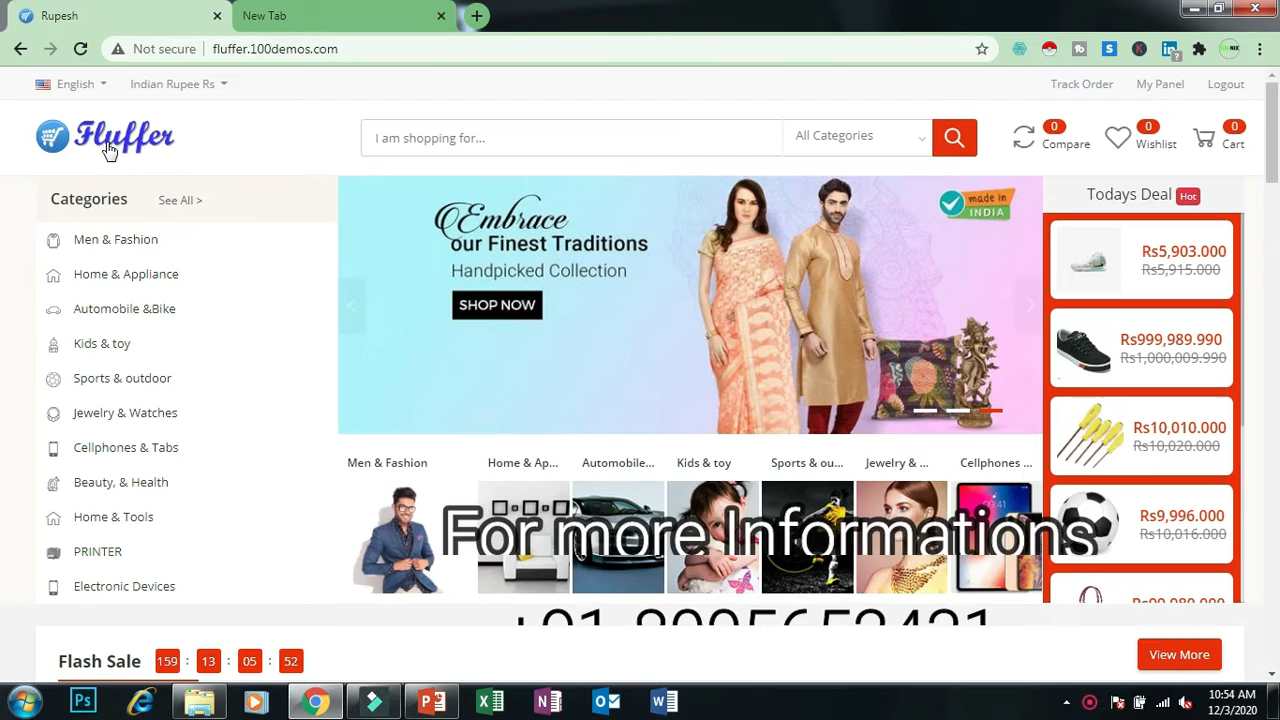 Rupesh
New Tab
Not secure
fluffer.100demos.com
English
Indian Rupee Rs
Track Order
My Panel
Logout
Fluffer
I am shopping for...
All Categories
0
Compare
0
Wishlist
0
Cart
Categories
See All >
Men & Fashion
Home & Appliance
Automobile &Bike
Kids & toy
Sports & outdoor
Jewelry & Watches
Cellphones & Tabs
Beauty, & Health
Home & Tools
PRINTER
Electronic Devices
Embrace
our Finest Traditions
Handpicked Collection
SHOP NOW
made in
INDIA
Todays Deal Hot
Rs5,903.000
Rs5,915.000
Rs999,989.990
Rs1,000,009.990
Rs10,010.000
Rs10,020.000
Rs9,996.000
Rs10,016.000
Men & Fashion
Home & Ap...
Automobile...
Kids & toy
Sports & ou...
Jewelry & ...
Cellphones ...
For more Informations
Flash Sale 159 : 13 : 05 : 52
View More
10:54 AM
12/3/2020